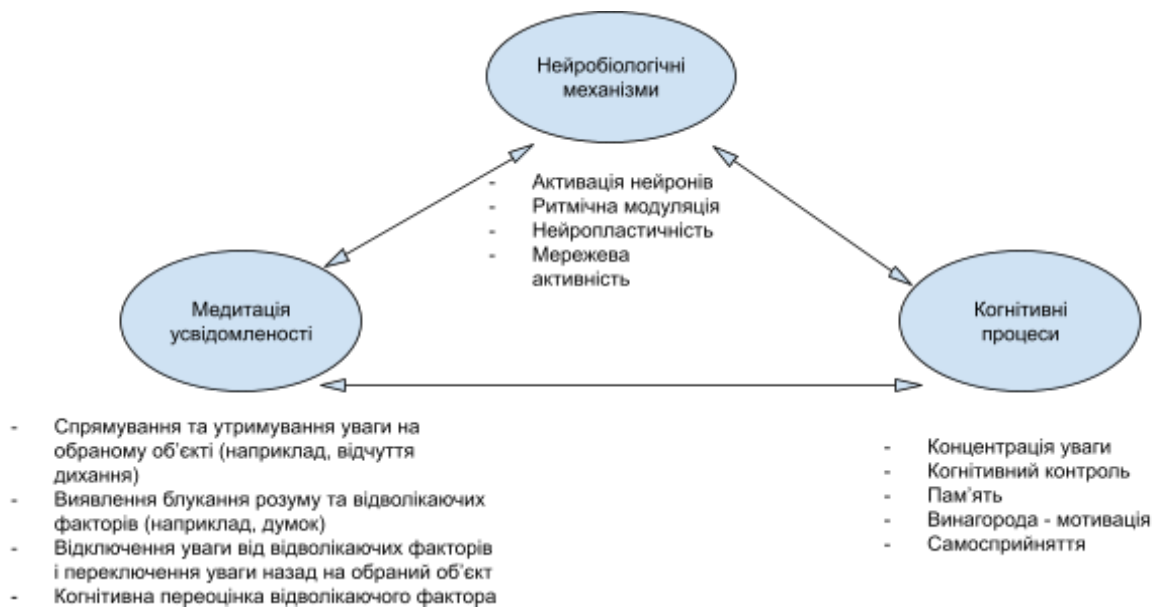 Нейробіологічні
механізми
- Активація нейронів
- Ритмічна модуляція
- Нейропластичність
- Мережева
активність
Медитація
усвідомленості
Когнітивні
процеси
- Спрямування та утримування уваги на
обраному об’єкті (наприклад, відчуття
дихання)
- Виявлення блукання розуму та відволікаючих
факторів (наприклад, думок)
- Відключення уваги від відволікаючих факторів
і переключення уваги назад на обраний об’єкт
- Когнітивна переоцінка відволікаючого фактора
- Концентрація уваги
- Когнітивний контроль
- Пам’ять
- Винагорода - мотивація
- Самосприйняття